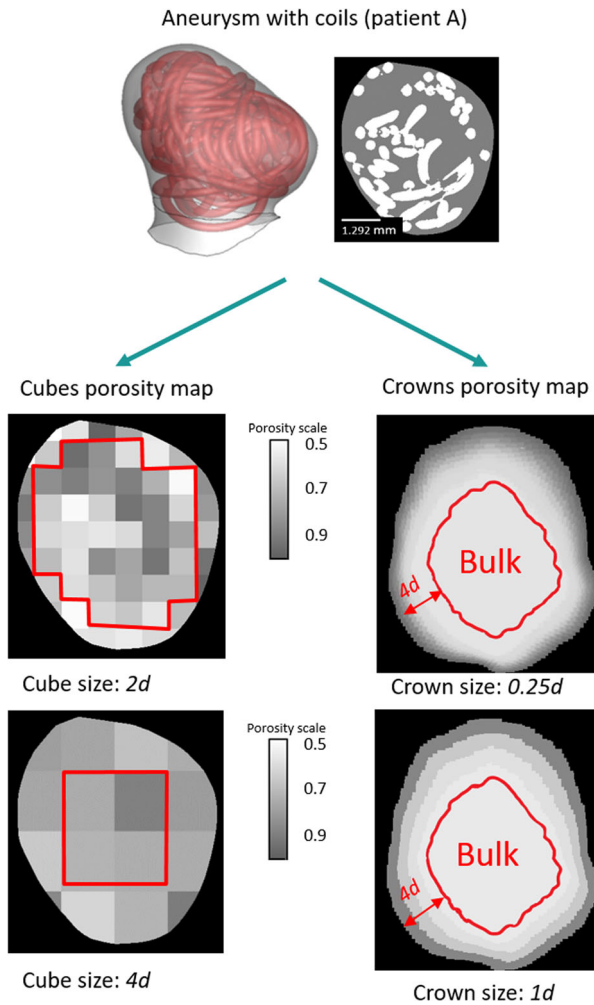 Aneurysm with coils (patient A)
1.292 mm
Cubes porosity map
Crowns porosity map
Porosity scale
0.5
0.7
0.9
Bulk
4d
Cube size: 2d
Crown size: 0.25d
Porosity scale
0.5
0.7
0.9
Bulk
4d
Cube size: 4d
Crown size: 1d